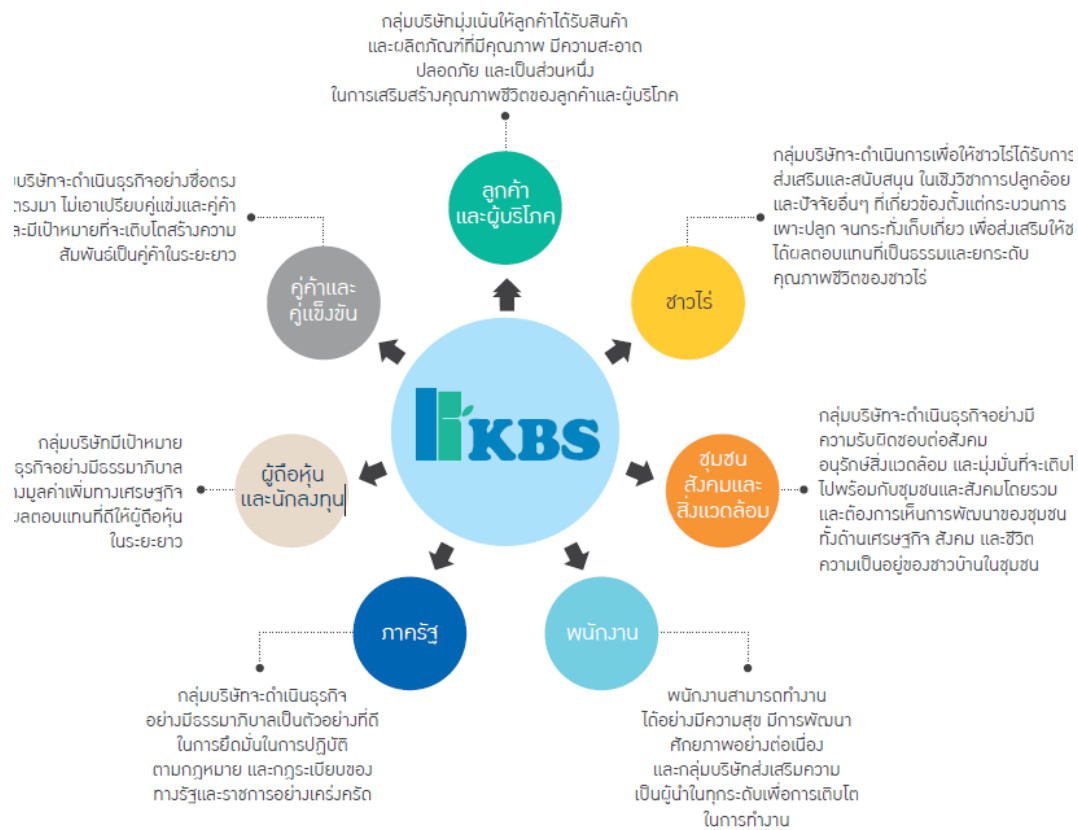 กลุ่มบริษัทมุ่งเน้นให้ลูกค้าได้รับสินค้า
และผลิตภัณฑ์ที่มีคุณภาพ มีความสะอาด
ปลอดภัย และเป็นส่วนหนึ่ง
ในการเสริมสร้างคุณภาพชีวิตของลูกค้าและผู้บริโภค
ลูกค้า
และผู้บริโภค
บริษัทจะดำเนินธุรกิจอย่างซื่อตรง
ตรงมา ไม่เอาเปรียบคู่แข่งและคู่ค้า
และมีเป้าหมายที่จะเติบโตสร้างความ
สัมพันธ์เป็นคู่ค้าในระยะยาว
คู่ค้าและ
คู่แข็งขัน
กลุ่มบริษัทจะดำเนินการเพื่อให้ชาวไร่ได้รับการ
ส่งเสริมและสนับสนุน ในเชิงวิชาการปลูกอ้อย
และปัจจัยอื่นๆ ที่เกี่ยวข้องตั้งแต่กระบวนการ
เพาะปลูก จนกระทั่งเก็บเกี่ยว เพื่อส่งเสริมให้
ได้ผลตอบแทนที่เป็นธรรมและยกระดับ
คุณภาพชีวิตของชาวไร่
ชาวไร่
KBS
กลุ่มบริษัทมีเป้าหมาย
ธุรกิจอย่างมีธรรมาภิบาล
มูลค่าเพิ่มทางเศรษฐกิจ
ผลตอบแทนที่ดีให้ผู้ถือหุ้น
ในระยะยาว
ผู้ถือหุ้น
และนักลงทุน
ชุมชน
สังคมและ
สิ่งแวดล้อม
กลุ่มบริษัทจะดำเนินธุรกิจอย่างมี
ความรับผิดชอบต่อสังคม
อนุรักษ์สิ่งแวดล้อม และมุ่งมั่นที่จะเติบโต
ไปพร้อมกับชุมชนและสังคมโดยรวม
และต้องการเห็นการพัฒนาของชุมชน
ทั้งด้านเศรษฐกิจ สังคม และชีวิต
ความเป็นอยู่ของชาวบ้านในชุมชน
ภาครัฐ
กลุ่มบริษัทจะดำเนินธุรกิจ
อย่างมีธรรมาภิบาลเป็นตัวอย่างที่ดี
ในการยึดมั่นในการปฏิบัติ
ตามกฎหมาย และกฎระเบียบของ
ทางรัฐและราชการอย่างเคร่งครัด
พนักงาน
พนักงานสามารถทำงาน
ได้อย่างมีความสุข มีการพัฒนา
ศักยภาพอย่างต่อเนื่อง
และกลุ่มบริษัทส่งเสริมความ
เป็นผู้นำในทุกระดับเพื่อการเติบโต
ในการทำงาน